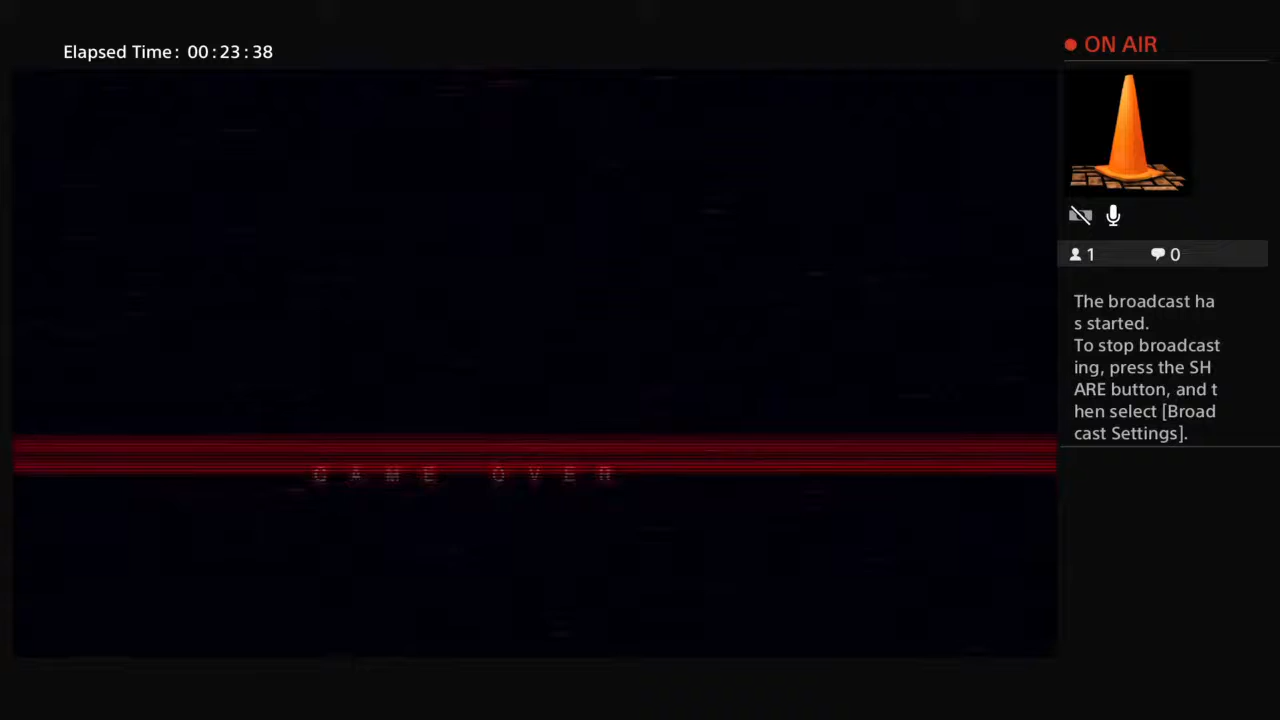 Elapsed Time: 00:23:38
ON AIR
1 0
The broadcast ha
s started.
To stop broadcast
ing, press the SH
ARE button, and t
hen select [Broad
cast Settings].
GAME OVER